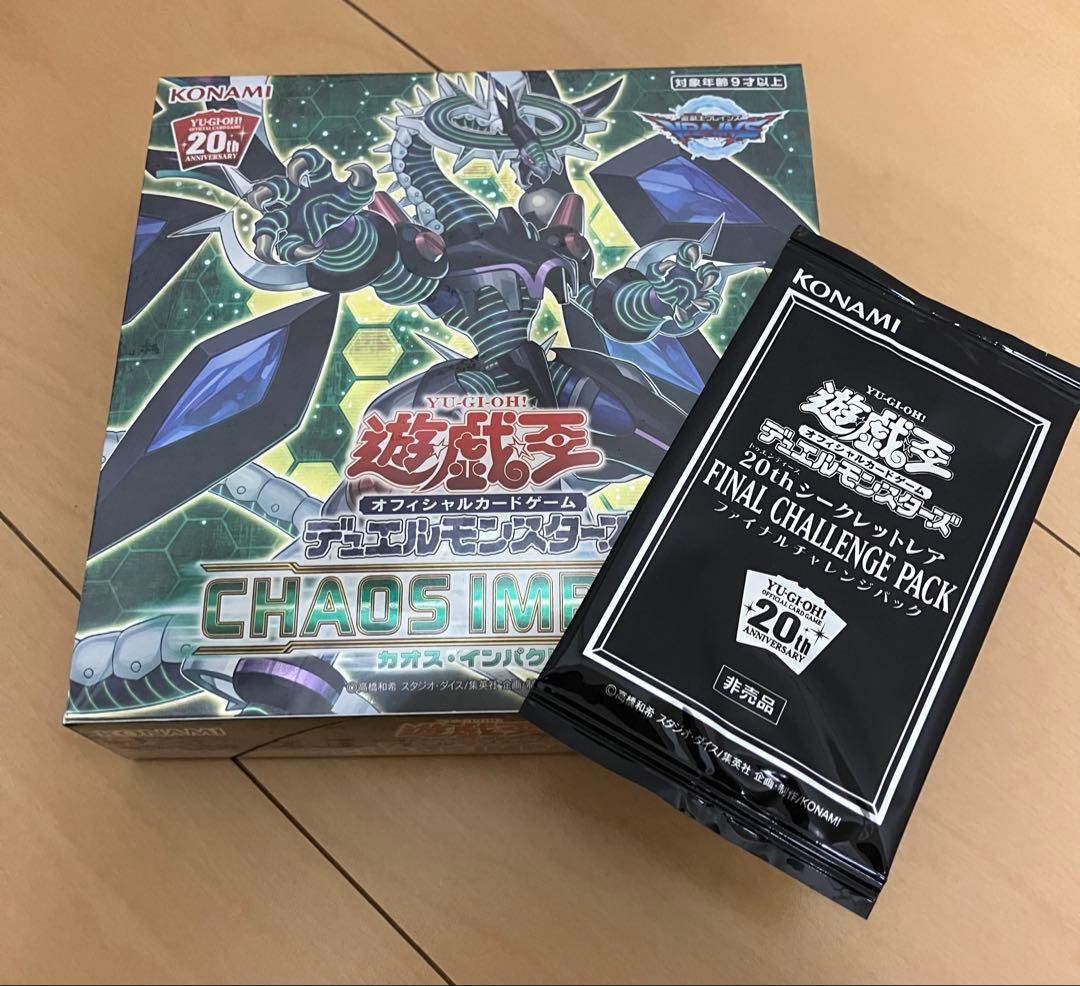 KONAMI
対象年齢9才以上
YU-GI-OH!
OFFICIAL CARD GAME
20th
ANNIVERSARY
VRAINS
YU-GI-OH!
遊戯王
オフィシャルカードゲーム
デュエルモンスターズ
CHAOS IMP
カオス・インパク
©高橋和希 スタジオ・ダイス/集英社 企画・制
KONAMI
KONAMI
YU-GI-OH!
遊戯王
オフィシャルカードゲーム
デュエルモンスターズ
トゥエンティース
20thシークレットレア
FINAL CHALLENGE PACK
ファイナルチャレンジパック
YU-GI-OH!
OFFICIAL CARD GAME
20th
ANNIVERSARY
非売品
©高橋和希 スタジオ・ダイス/集英社 企画・制作/KONAMI